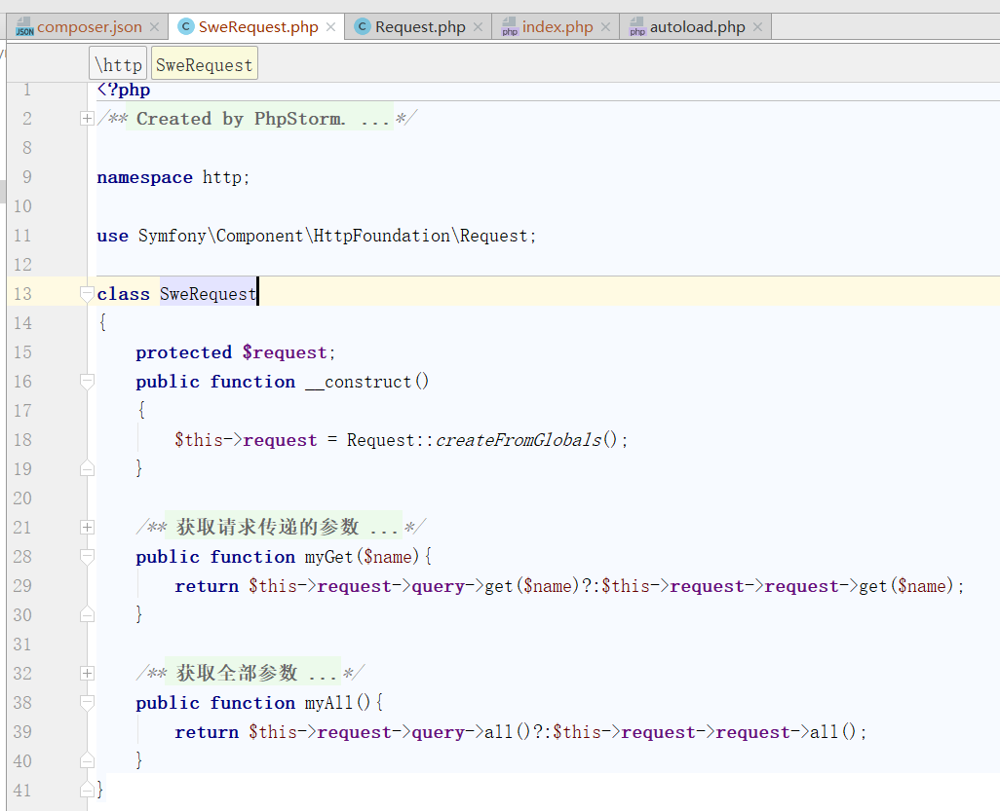 composer.json SweRequest.php Request.php index.php autoload.php
\http SweRequest
1 <?php
2 /** Created by PhpStorm. ...*/
8
9 namespace http;
10
11 use Symfony\Component\HttpFoundation\Request;
12
13 class SweRequest
14 {
15 protected $request;
16 public function __construct()
17 {
18 $this->request = Request::createFromGlobals();
19 }
20
21 /** 获取请求传递的参数 ...*/
28 public function myGet($name){
29 return $this->request->query->get($name)?:$this->request->request->get($name);
30 }
31
32 /** 获取全部参数 ...*/
38 public function myAll(){
39 return $this->request->query->all()?:$this->request->request->all();
40 }
41 }